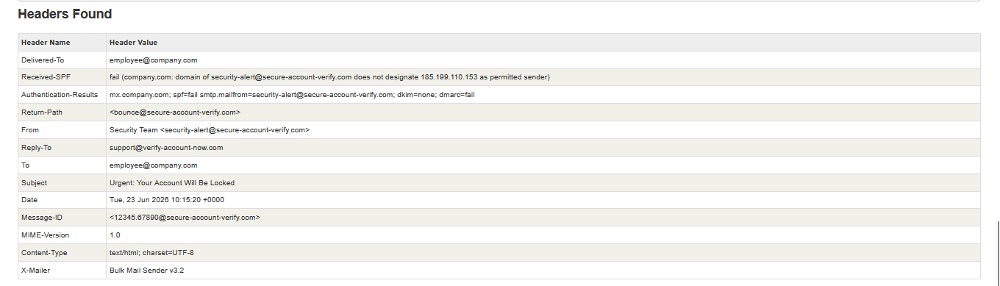 Headers Found
Header Name Header Value
Delivered-To employee@company.com
Received-SPF fail (company.com: domain of security-alert@secure-account-verify.com does not designate 185.199.110.153 as permitted sender)
Authentication-Results mx.company.com; spf=fail smtp.mailfrom=security-alert@secure-account-verify.com; dkim=none; dmarc=fail
Return-Path <bounce@secure-account-verify.com>
From Security Team <security-alert@secure-account-verify.com>
Reply-To support@verify-account-now.com
To employee@company.com
Subject Urgent: Your Account Will Be Locked
Date Tue, 23 Jun 2026 10:15:20 +0000
Message-ID <12345.67890@secure-account-verify.com>
MIME-Version 1.0
Content-Type text/html; charset=UTF-8
X-Mailer Bulk Mail Sender v3.2